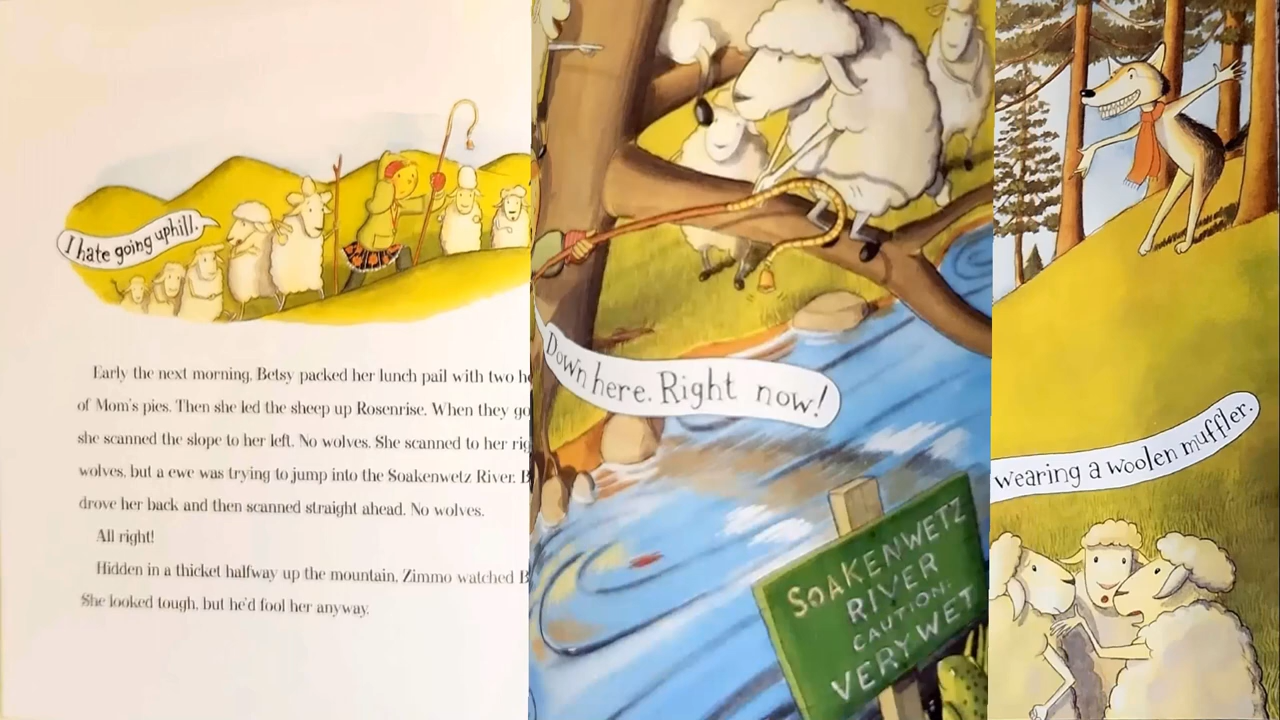 I hate going uphill.
Early the next morning, Betsy packed her lunch pail with two
of Mom's pies. Then she led the sheep up Rosenrise. When they
she scanned the slope to her left. No wolves. She scanned to her
wolves, but a ewe was trying to jump into the Soakenwetz River.
drove her back and then scanned straight ahead. No wolves.
All right!
Hidden in a thicket halfway up the mountain, Zimmo watched
She looked tough, but he'd fool her anyway.
Down here. Right now!
SOAKENWETZ
RIVER
CAUTION:
VERY WET
wearing a woolen muffler.